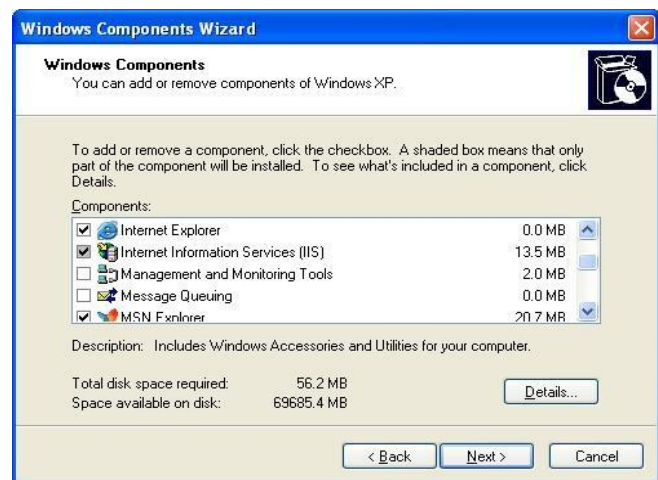 Windows Components Wizard
Windows Components
You can add or remove components of Windows XP.
To add or remove a component, click the checkbox. A shaded box means that only
part of the component will be installed. To see what's included in a component, click
Details.
Components:
Internet Explorer 0.0 MB
Internet Information Services (IIS) 13.5 MB
Management and Monitoring Tools 2.0 MB
Message Queuing 0.0 MB
MSN Explorer 20.7 MB
Description: Includes Windows Accessories and Utilities for your computer.
Total disk space required: 56.2 MB
Space available on disk: 69685.4 MB
Details...
< Back Next > Cancel